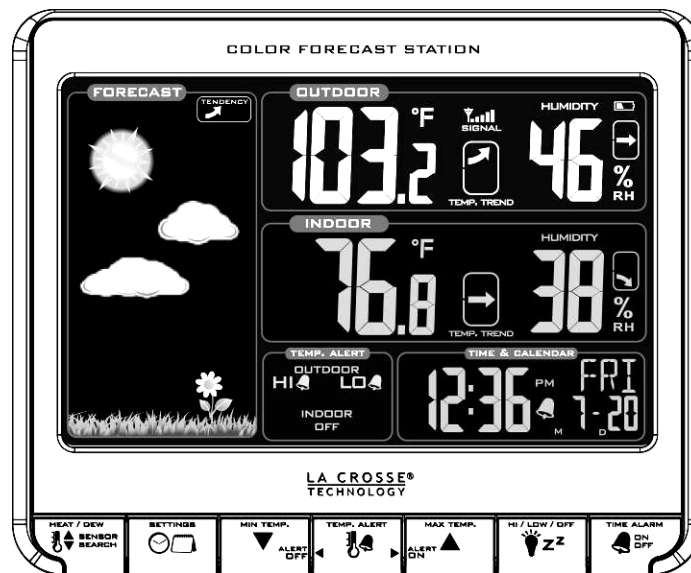 COLOR FORECAST STATION
FORECAST
TENDENCY
OUTDOOR
103.2 °F
SIGNAL
TEMP. TREND
HUMIDITY
46 % RH
INDOOR
76.8 °F
TEMP. TREND
HUMIDITY
38 % RH
TEMP. ALERT
OUTDOOR
HI LO
INDOOR
OFF
TIME & CALENDAR
12:36 PM
FRI
M 7-20 D
LA CROSSE®
TECHNOLOGY
HEAT / DEW
SENSOR
SEARCH
SETTINGS
MIN TEMP.
ALERT
OFF
TEMP. ALERT
MAX TEMP.
ALERT
ON
HI / LOW / OFF
ZZ
TIME ALARM
ON
OFF